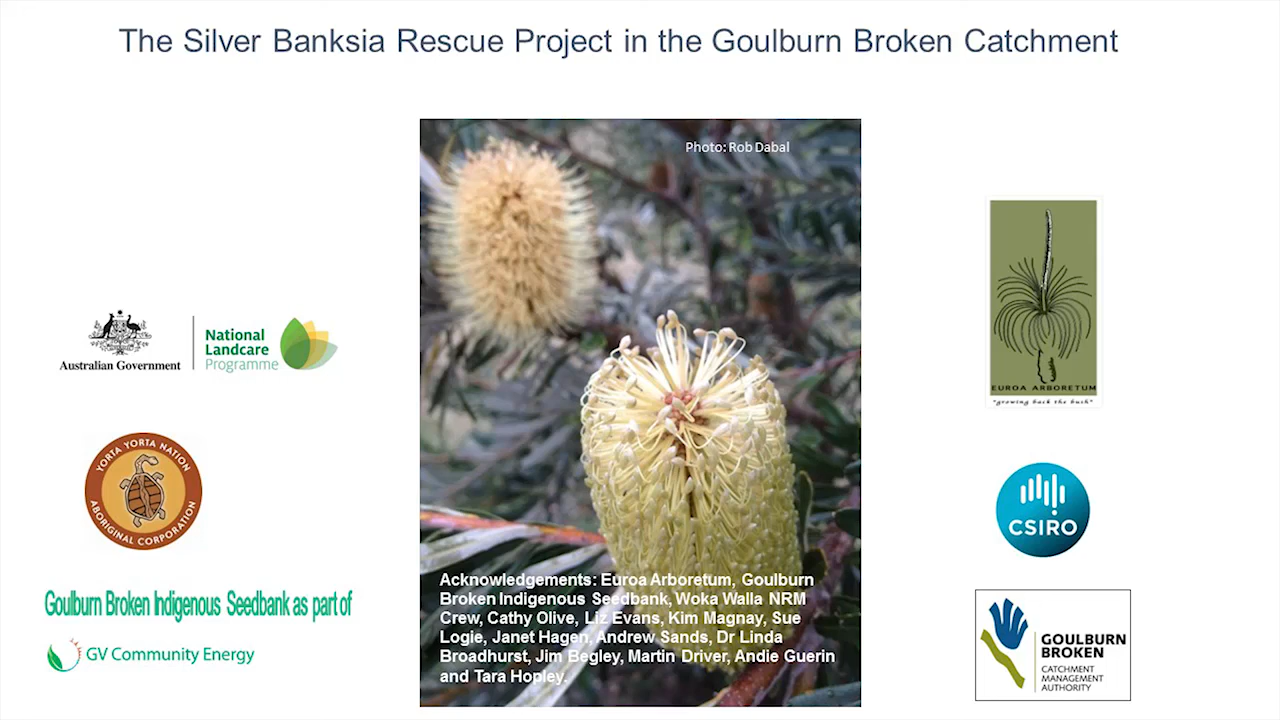 The Silver Banksia Rescue Project in the Goulburn Broken Catchment
Photo: Rob Dabal
Australian Government
National
Landcare
Programme
YORTA YORTA NATION
ABORIGINAL CORPORATION
Goulburn Broken Indigenous Seedbank as part of
GV Community Energy
Acknowledgements: Euroa Arboretum, Goulburn
Broken Indigenous Seedbank, Woka Walla NRM
Crew, Cathy Olive, Liz Evans, Kim Magnay, Sue
Logie, Janet Hagen, Andrew Sands, Dr Linda
Broadhurst, Jim Begley, Martin Driver, Andie Guerin
and Tara Hopley.
EUROA ARBORETUM
"growing back the bush"
CSIRO
GOULBURN
BROKEN
CATCHMENT
MANAGEMENT
AUTHORITY